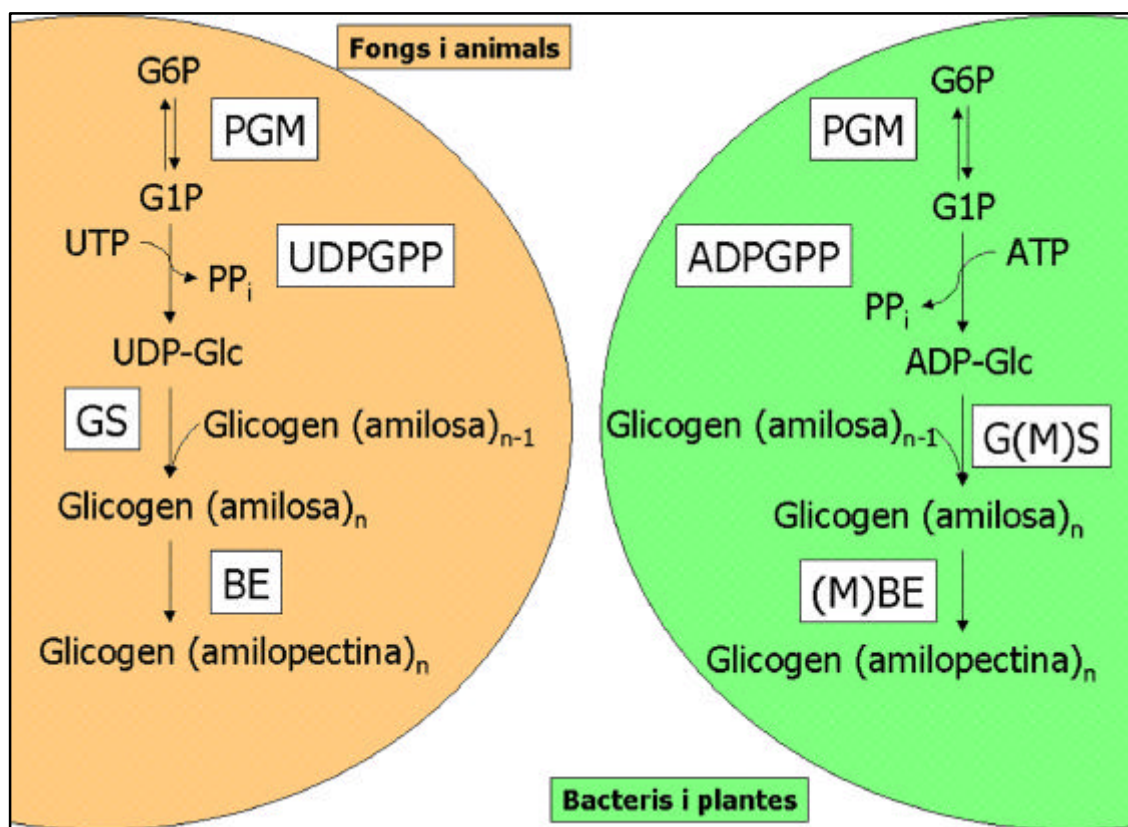 Fongs i animals
G6P
PGM
G1P
UTP
UDPGPP
PPi
UDP-Glc
GS
Glicogen (amilosa)n-1
Glicogen (amilosa)n
BE
Glicogen (amilopectina)n
G6P
PGM
G1P
ADPGPP
ATP
PPi
ADP-Glc
Glicogen (amilosa)n-1
G(M)S
Glicogen (amilosa)n
(M)BE
Glicogen (amilopectina)n
Bacteris i plantes